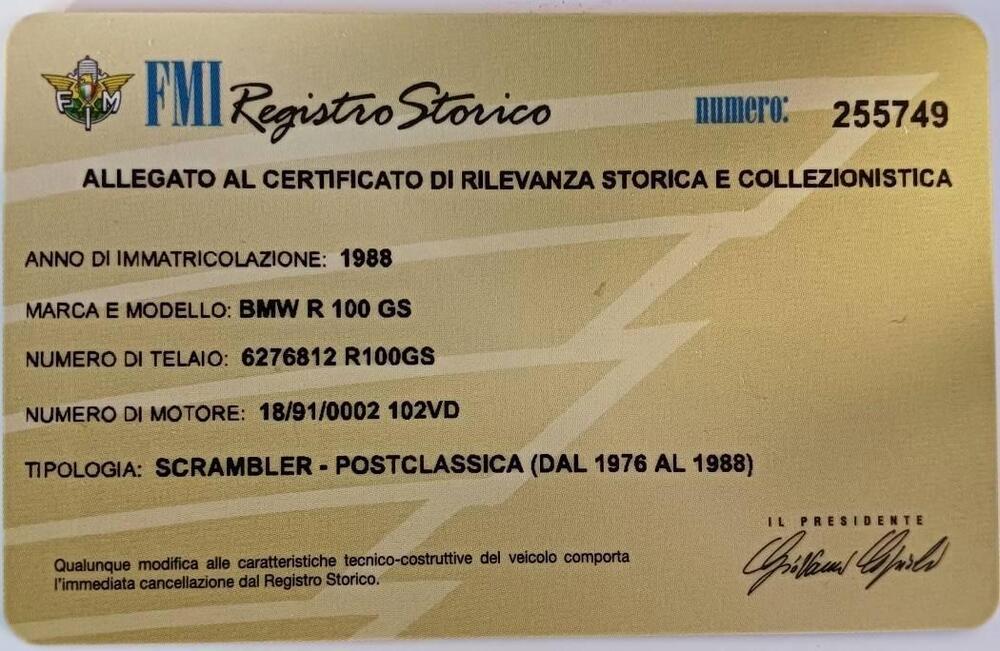 FMI Registro Storico numero: 255749
ALLEGATO AL CERTIFICATO DI RILEVANZA STORICA E COLLEZIONISTICA
ANNO DI IMMATRICOLAZIONE: 1988
MARCA E MODELLO: BMW R 100 GS
NUMERO DI TELAIO: 6276812 R100GS
NUMERO DI MOTORE: 18/91/0002 102VD
TIPOLOGIA: SCRAMBLER - POSTCLASSICA (DAL 1976 AL 1988)
IL PRESIDENTE
Qualunque modifica alle caratteristiche tecnico-costruttive del veicolo comporta
l'immediata cancellazione dal Registro Storico.